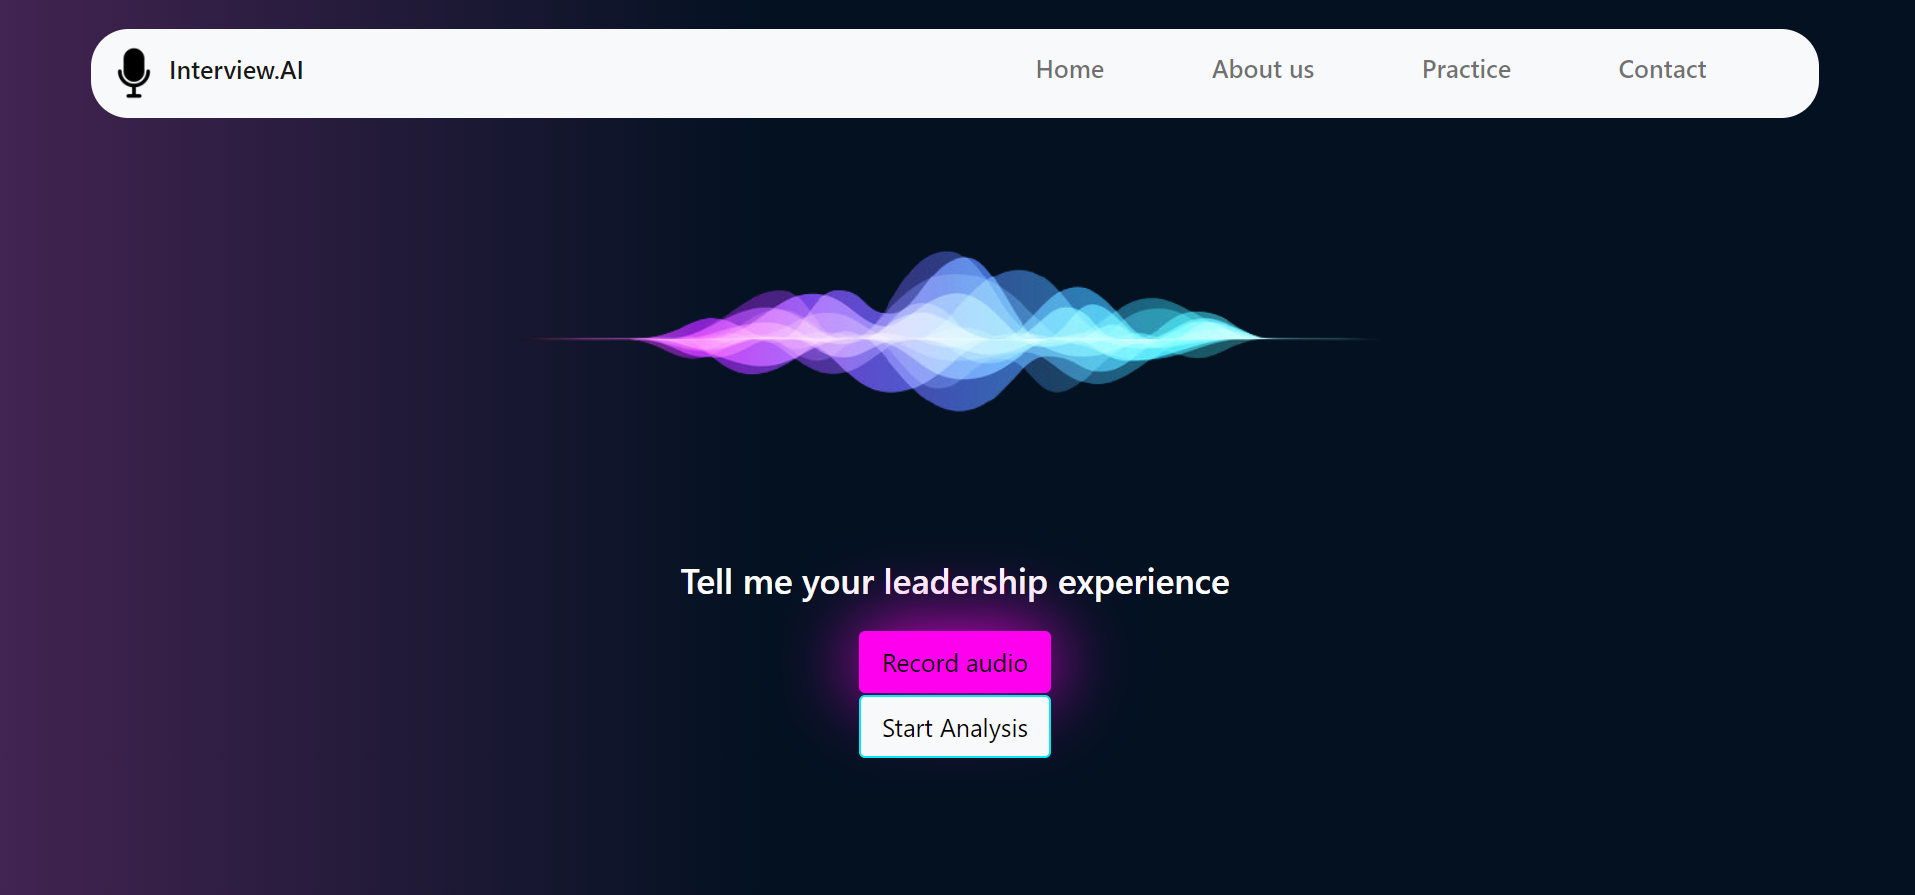 Interview.AI Home About us Practice Contact
Tell me your leadership experience
Record audio
Start Analysis